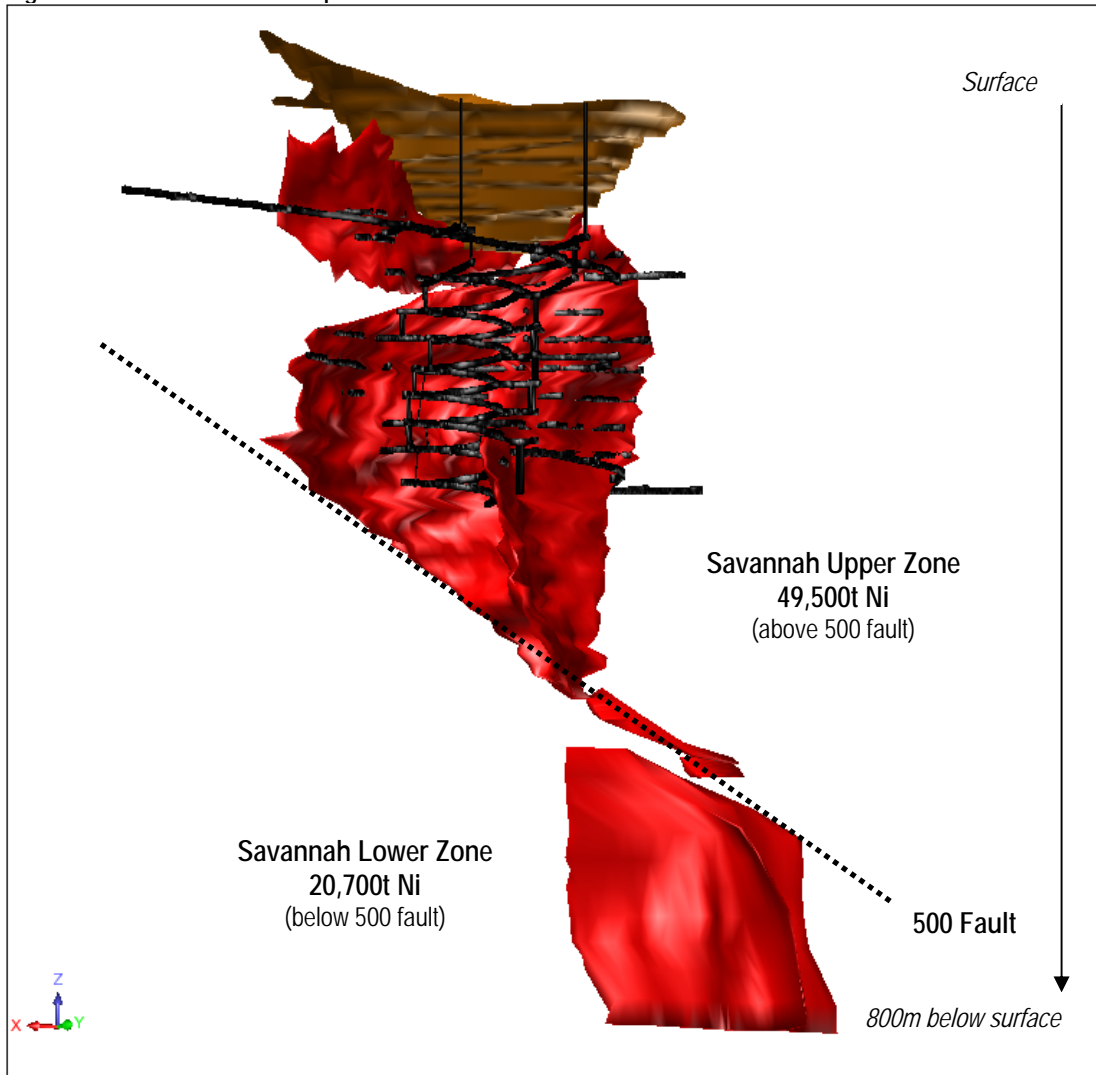 Surface
Savannah Upper Zone
49,500t Ni
(above 500 fault)
Savannah Lower Zone
20,700t Ni
(below 500 fault)
500 Fault
800m below surface
Z
X
Y